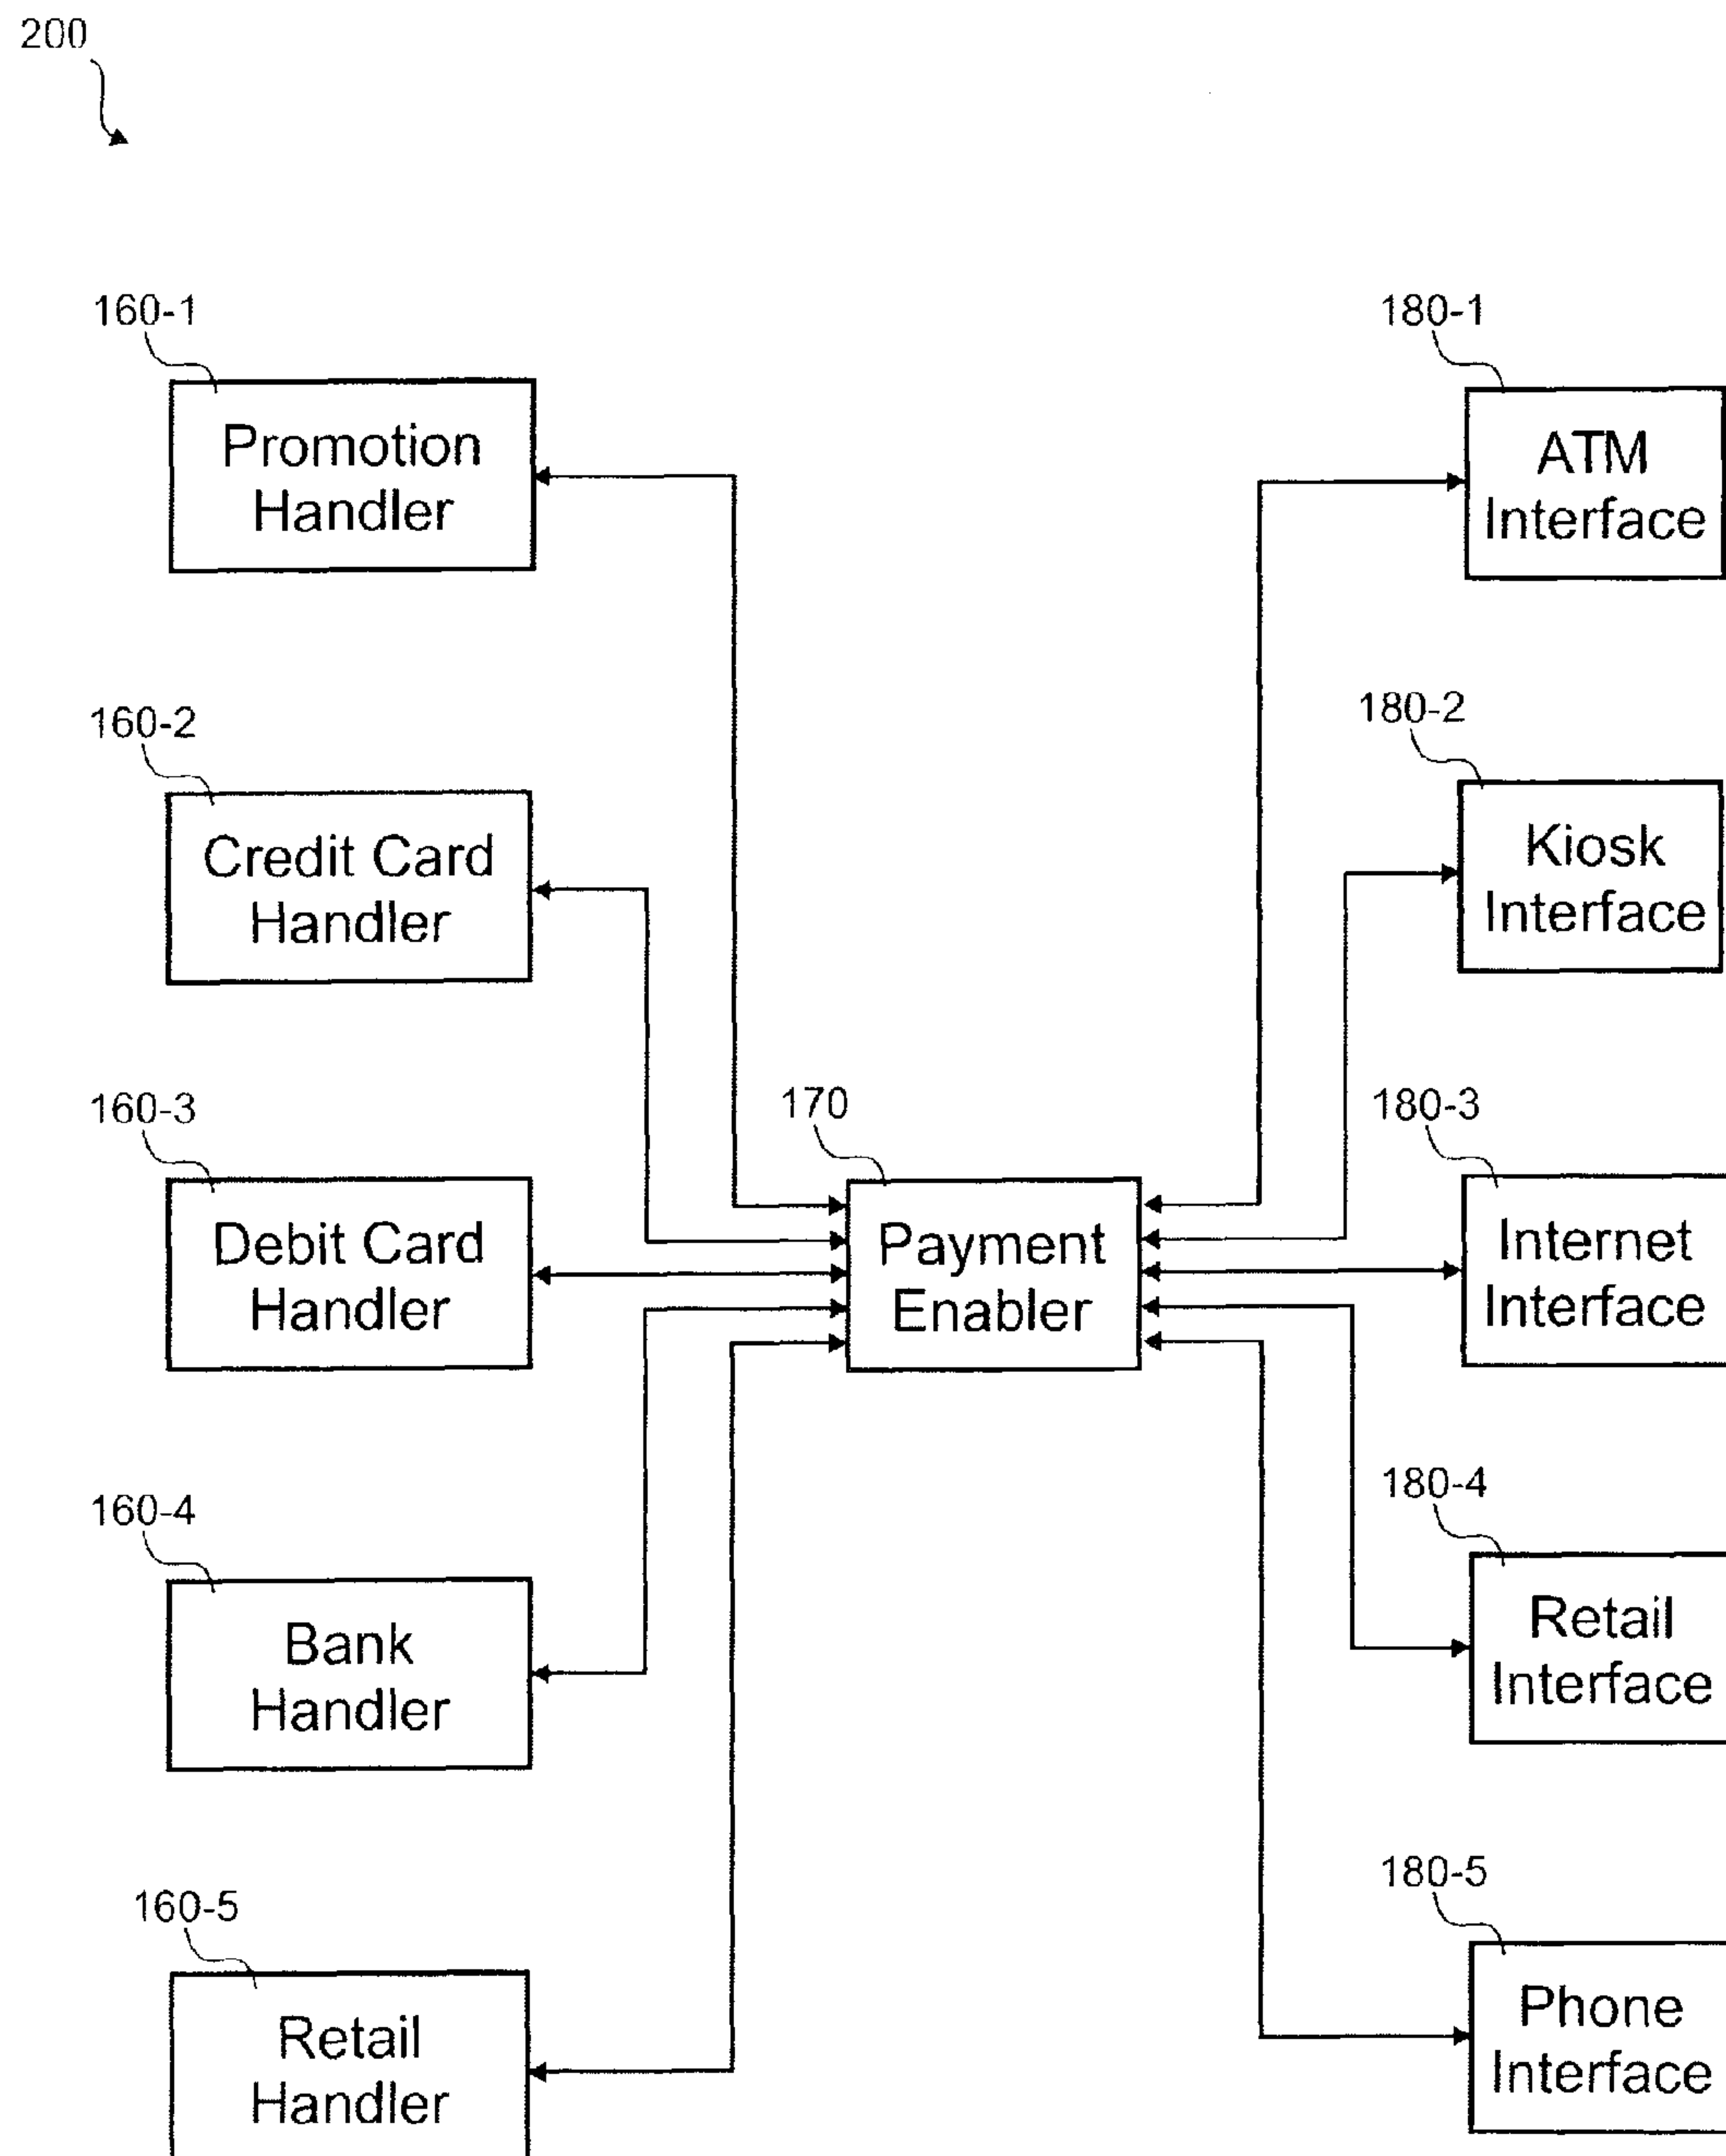 200
160-1
Promotion
Handler
160-2
Credit Card
Handler
160-3
Debit Card
Handler
160-4
Bank
Handler
160-5
Retail
Handler
170
Payment
Enabler
180-1
ATM
Interface
180-2
Kiosk
Interface
180-3
Internet
Interface
180-4
Retail
Interface
180-5
Phone
Interface